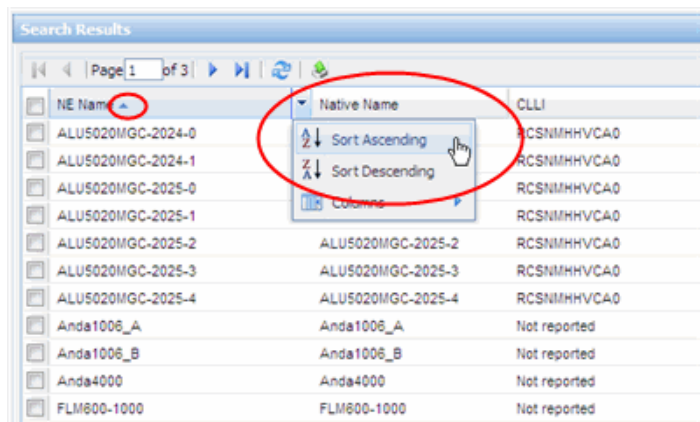 Search Results
Page 1 of 3
NE Name Native Name CLLI
ALU5020MGC-2024-0 RCSNMHHVCA0
Sort Ascending
ALU5020MGC-2024-1 RCSNMHHVCA0
Sort Descending
ALU5020MGC-2025-0 RCSNMHHVCA0
Columns
ALU5020MGC-2025-1 RCSNMHHVCA0
ALU5020MGC-2025-2 ALU5020MGC-2025-2 RCSNMHHVCA0
ALU5020MGC-2025-3 ALU5020MGC-2025-3 RCSNMHHVCA0
ALU5020MGC-2025-4 ALU5020MGC-2025-4 RCSNMHHVCA0
Anda1006_A Anda1006_A Not reported
Anda1006_B Anda1006_B Not reported
Anda4000 Anda4000 Not reported
FLM600-1000 FLM600-1000 Not reported